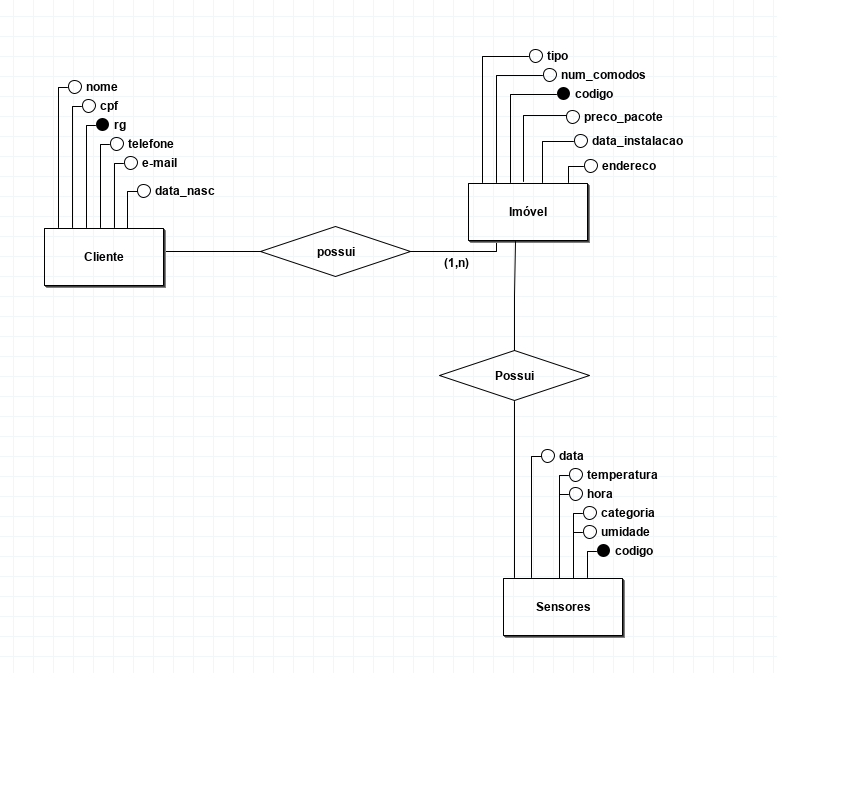 nome
cpf
rg
telefone
e-mail
data_nasc
Cliente
possui
(1,n)
tipo
num_comodos
codigo
preco_pacote
data_instalacao
endereco
Imóvel
Possui
data
temperatura
hora
categoria
umidade
codigo
Sensores